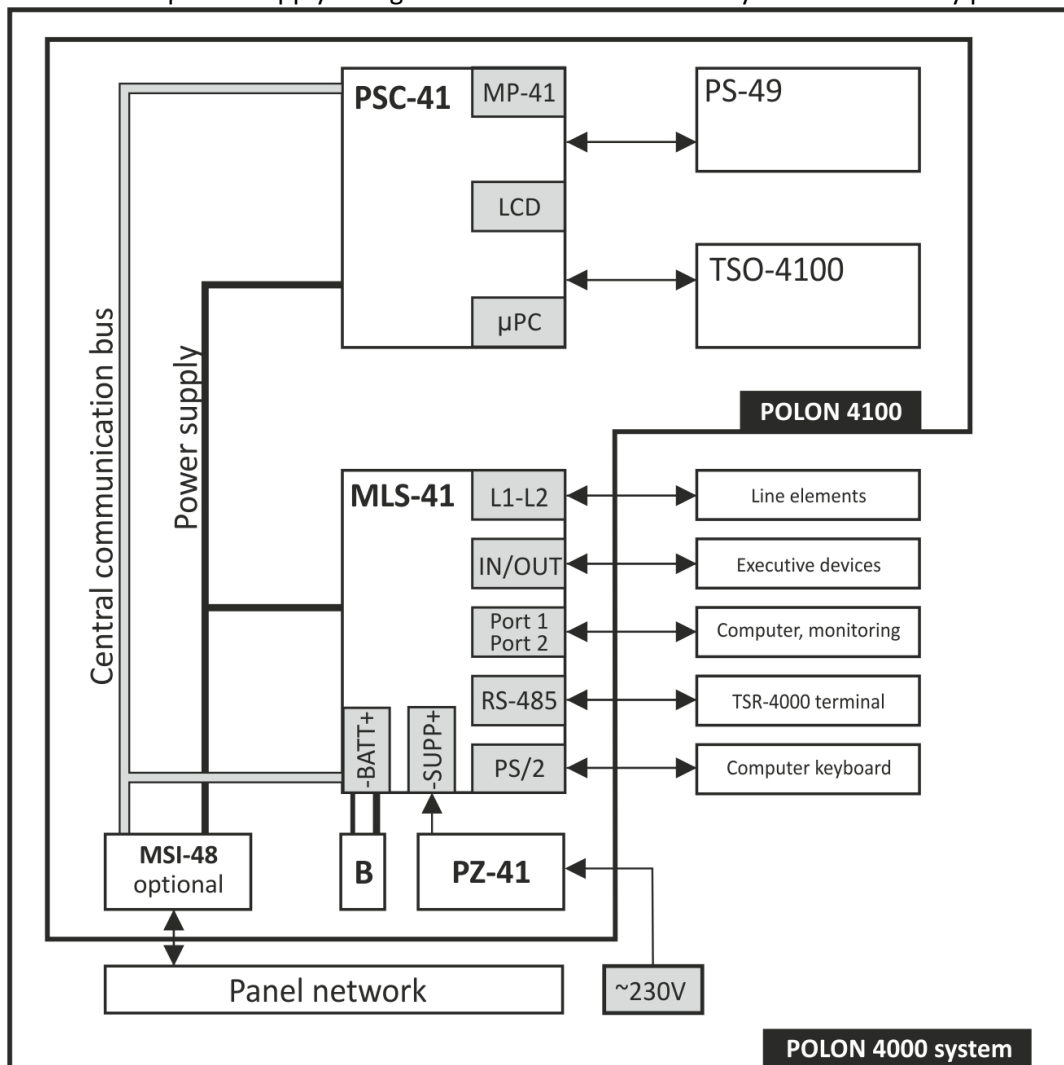 PSC-41
MP-41
LCD
µPC
PS-49
TSO-4100
POLON 4100
Central communication bus
Power supply
MLS-41
L1-L2
IN/OUT
Port 1
Port 2
RS-485
PS/2
-BATT+
-SUPP+
Line elements
Executive devices
Computer, monitoring
TSR-4000 terminal
Computer keyboard
MSI-48
optional
B
PZ-41
Panel network
~230V
POLON 4000 system